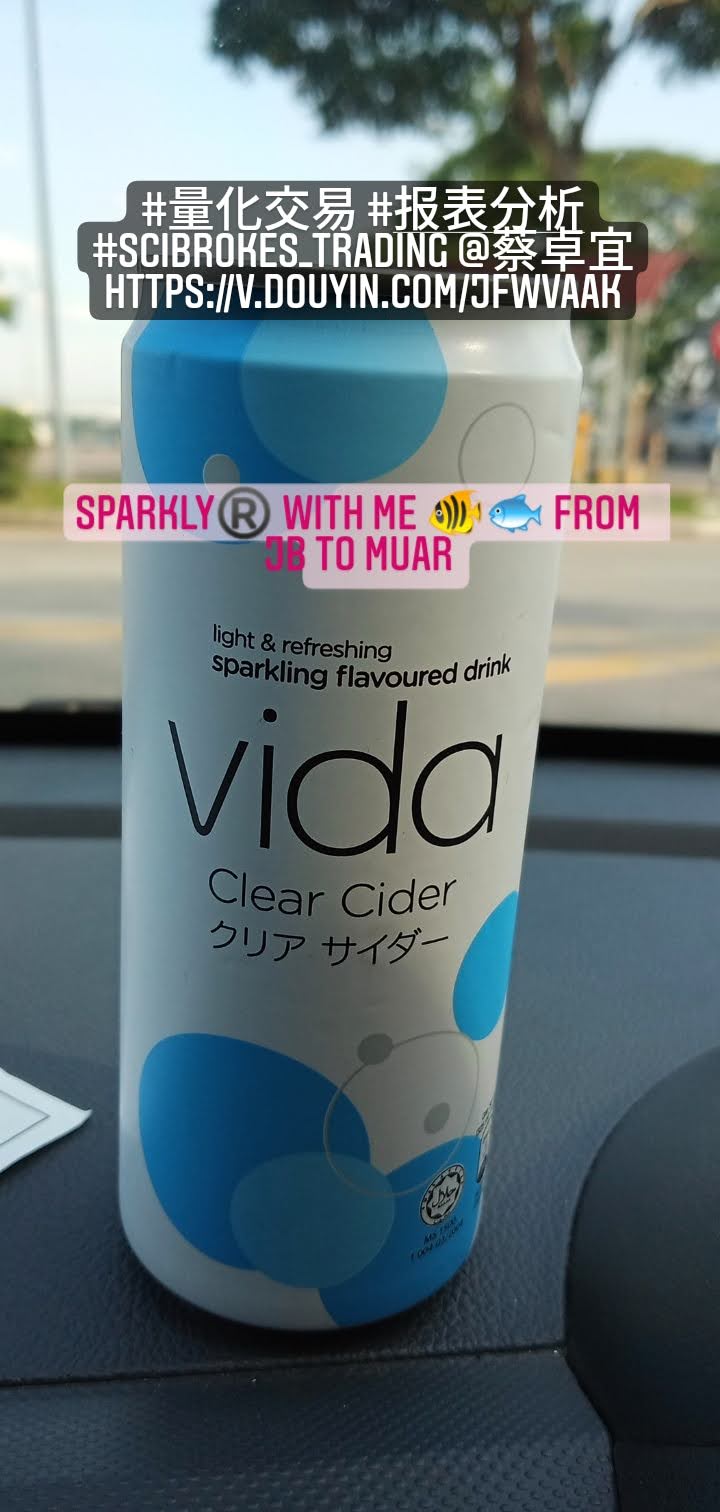 #量化交易 #报表分析
#SCIBROKES_TRADING @蔡卓宜
HTTPS://V.DOUYIN.COM/JFWVAAK
SPARKLY®️ WITH ME 🐠🐟 FROM
JB TO MUAR
light & refreshing
sparkling flavoured drink
vida
Clear Cider
クリア サイダー